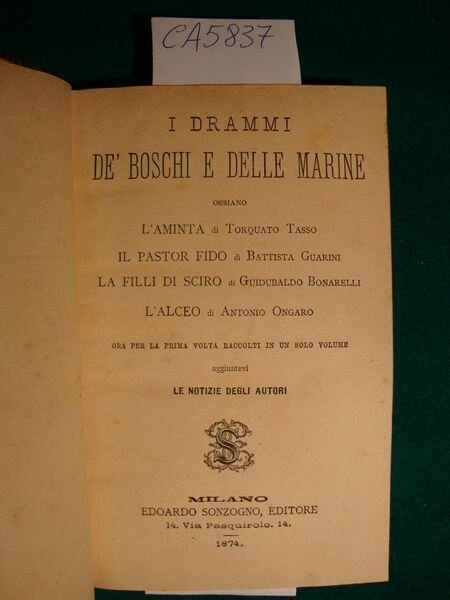 CA5837
I DRAMMI
DE' BOSCHI E DELLE MARINE
OSSIANO
L'AMINTA di TORQUATO TASSO
IL PASTOR FIDO di BATTISTA GUARINI
LA FILLI DI SCIRO di GUIDUBALDO BONARELLI
L'ALCEO di ANTONIO ONGARO
ORA PER LA PRIMA VOLTA RACCOLTI IN UN SOLO VOLUME
aggiuntevi
LE NOTIZIE DEGLI AUTORI
MILANO
EDOARDO SONZOGNO, EDITORE
14. Via Pasquirolo. 14.
1874.